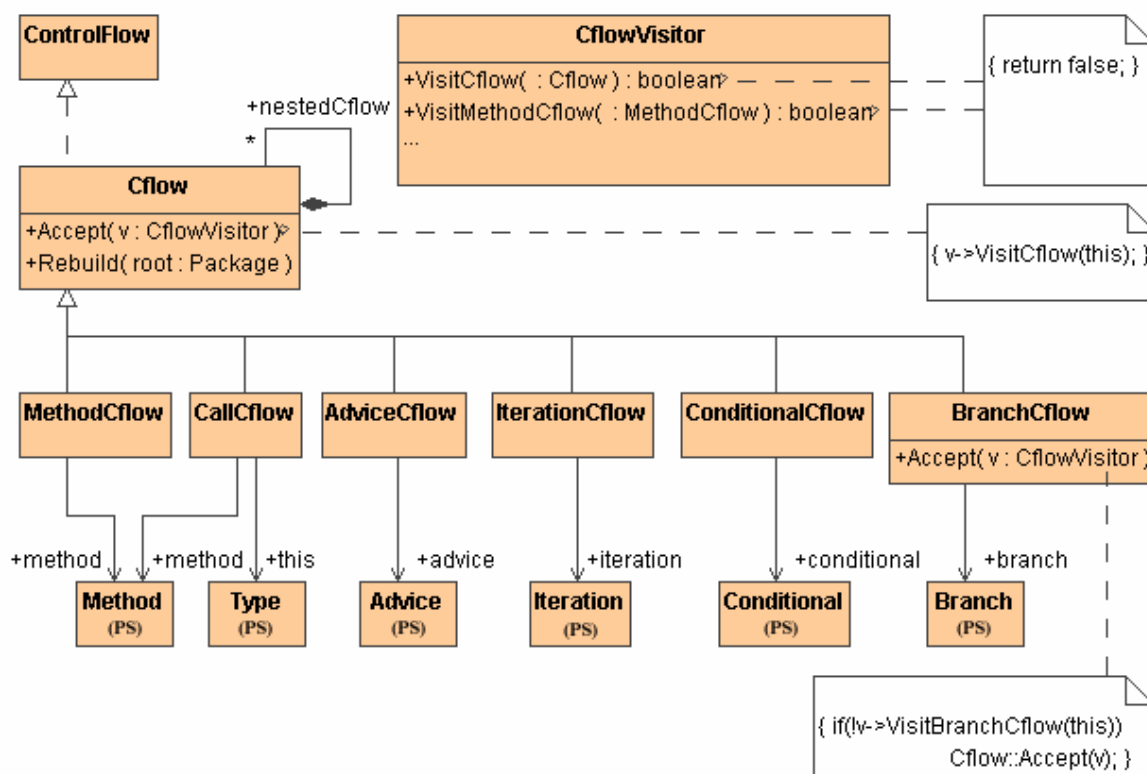 ControlFlow
CflowVisitor
+VisitCflow( : Cflow ) : boolean
+VisitMethodCflow( : MethodCflow ) : boolean
...
{ return false; }
+nestedCflow
*
Cflow
+Accept( v : CflowVisitor )
+Rebuild( root : Package )
{ v->VisitCflow(this); }
MethodCflow
CallCflow
AdviceCflow
IterationCflow
ConditionalCflow
BranchCflow
+Accept( v : CflowVisitor )
+method
+method
+this
+advice
+iteration
+conditional
+branch
Method
(PS)
Type
(PS)
Advice
(PS)
Iteration
(PS)
Conditional
(PS)
Branch
(PS)
{ if(!v->VisitBranchCflow(this))
Cflow::Accept(v); }